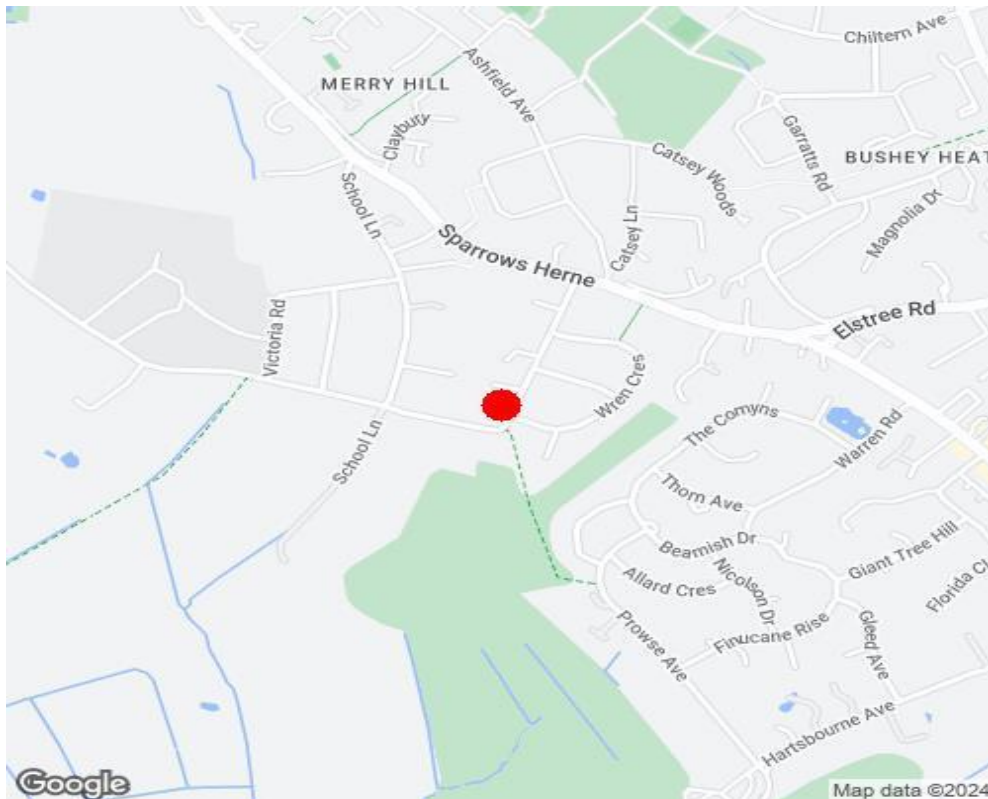 Chiltern Ave
Ashfield Ave
MERRY HILL
Claybury
Garratts Rd
Catsey Woods
BUSHEY HEAT
School Ln
Magnolia Dr
Catsey Ln
Sparrows Herne
Elstree Rd
Victoria Rd
Wren Cres
The Comyns
Warren Rd
School Ln
Thorn Ave
Beamish Dr
Giant Tree Hill
Allard Cres
Nicolson Dr
Florida Cl
Prowse Ave
Finucane Rise
Gleed Ave
Hartsbourne Ave
Google
Map data ©2024